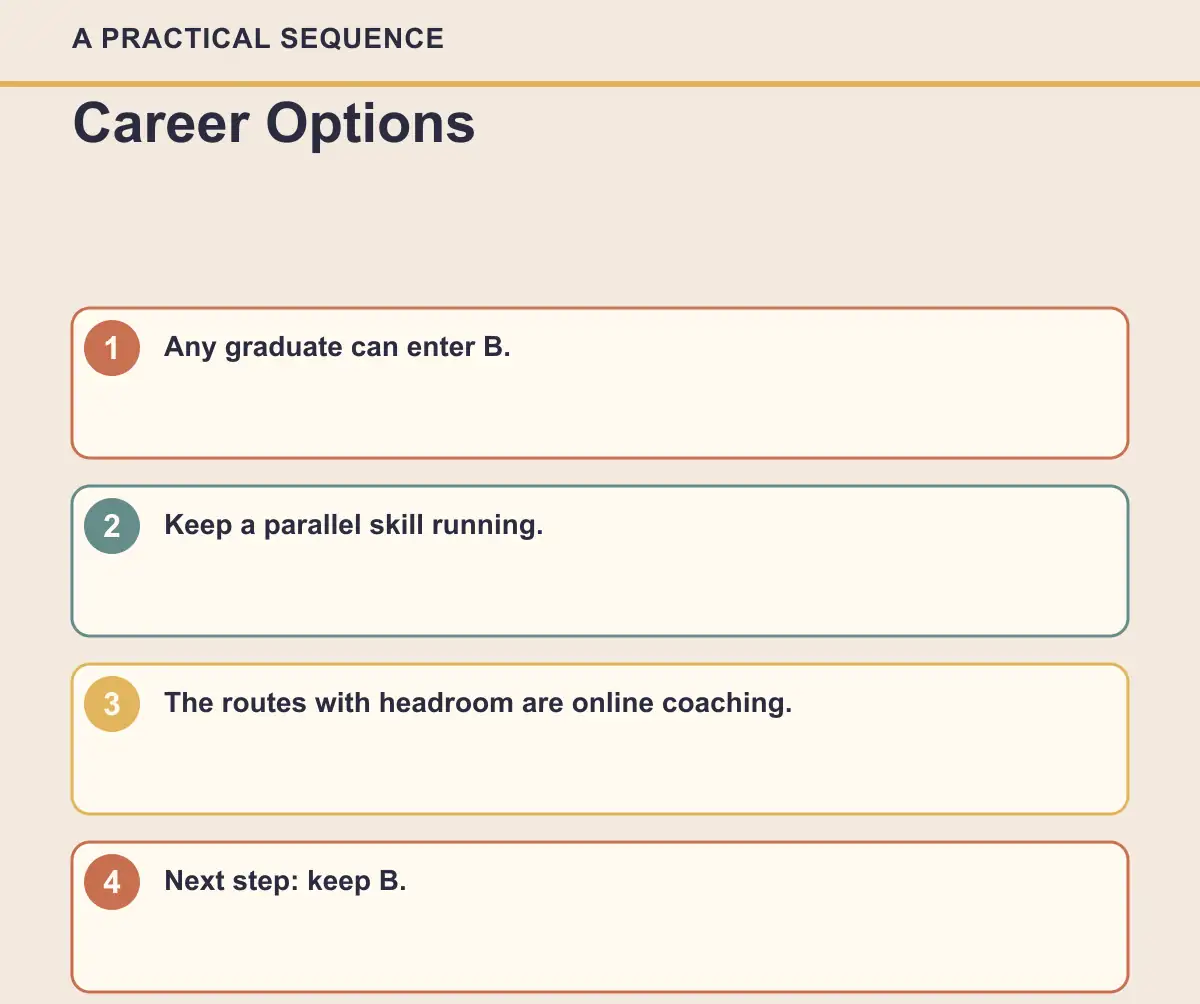 A PRACTICAL SEQUENCE
Career Options
1 Any graduate can enter B.
2 Keep a parallel skill running.
3 The routes with headroom are online coaching.
4 Next step: keep B.